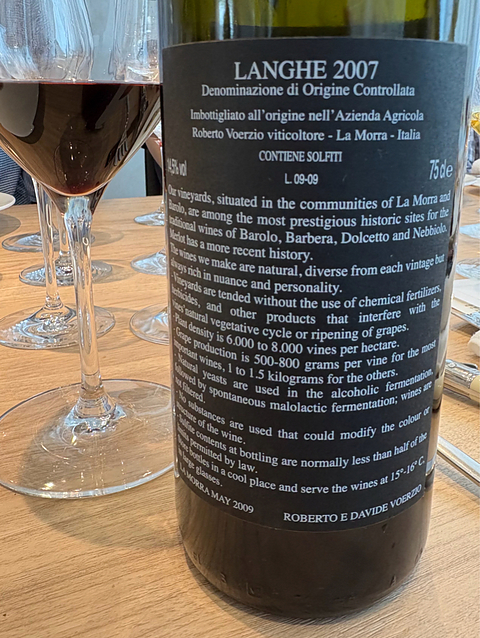 LANGHE 2007
Denominazione di Origine Controllata
Imbottigliato all'origine nell'Azienda Agricola
Roberto Voerzio viticoltore - La Morra - Italia
CONTIENE SOLFITI
14,5% vol
L. 09-09
75 cl e
Our vineyards, situated in the communities of La Morra and
Barolo, are among the most prestigious historic sites for the
traditional wines of Barolo, Barbera, Dolcetto and Nebbiolo.
Merlot has a more recent history.
The wines we make are natural, diverse from each vintage but
always rich in nuance and personality.
Vineyards are tended without the use of chemical fertilizers,
and other products that interfere with the
natural vegetative cycle or ripening of grapes.
Plant density is 6.000 to 8.000 vines per hectare.
Grape production is 500-800 grams per vine for the most
important wines, 1 to 1.5 kilograms for the others.
Natural yeasts are used in the alcoholic fermentation,
followed by spontaneous malolactic fermentation; wines are
filtered.
substances are used that could modify the colour or
of the wine.
contents at bottling are normally less than half of the
permitted by law.
bottles in a cool place and serve the wines at 15°-16° C.
large glasses.
MORRA MAY 2009
ROBERTO E DAVIDE VOERZIO